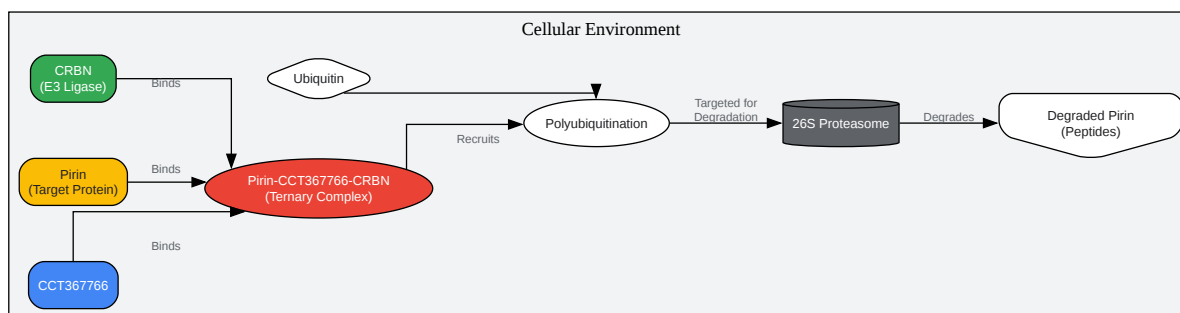 Cellular Environment
CRBN
(E3 Ligase)
Binds
Ubiquitin
Pirin
(Target Protein)
Binds
Pirin-CCT367766-CRBN
(Ternary Complex)
Recruits
Polyubiquitination
Targeted for
Degradation
26S Proteasome
Degrades
Degraded Pirin
(Peptides)
Binds
CCT367766